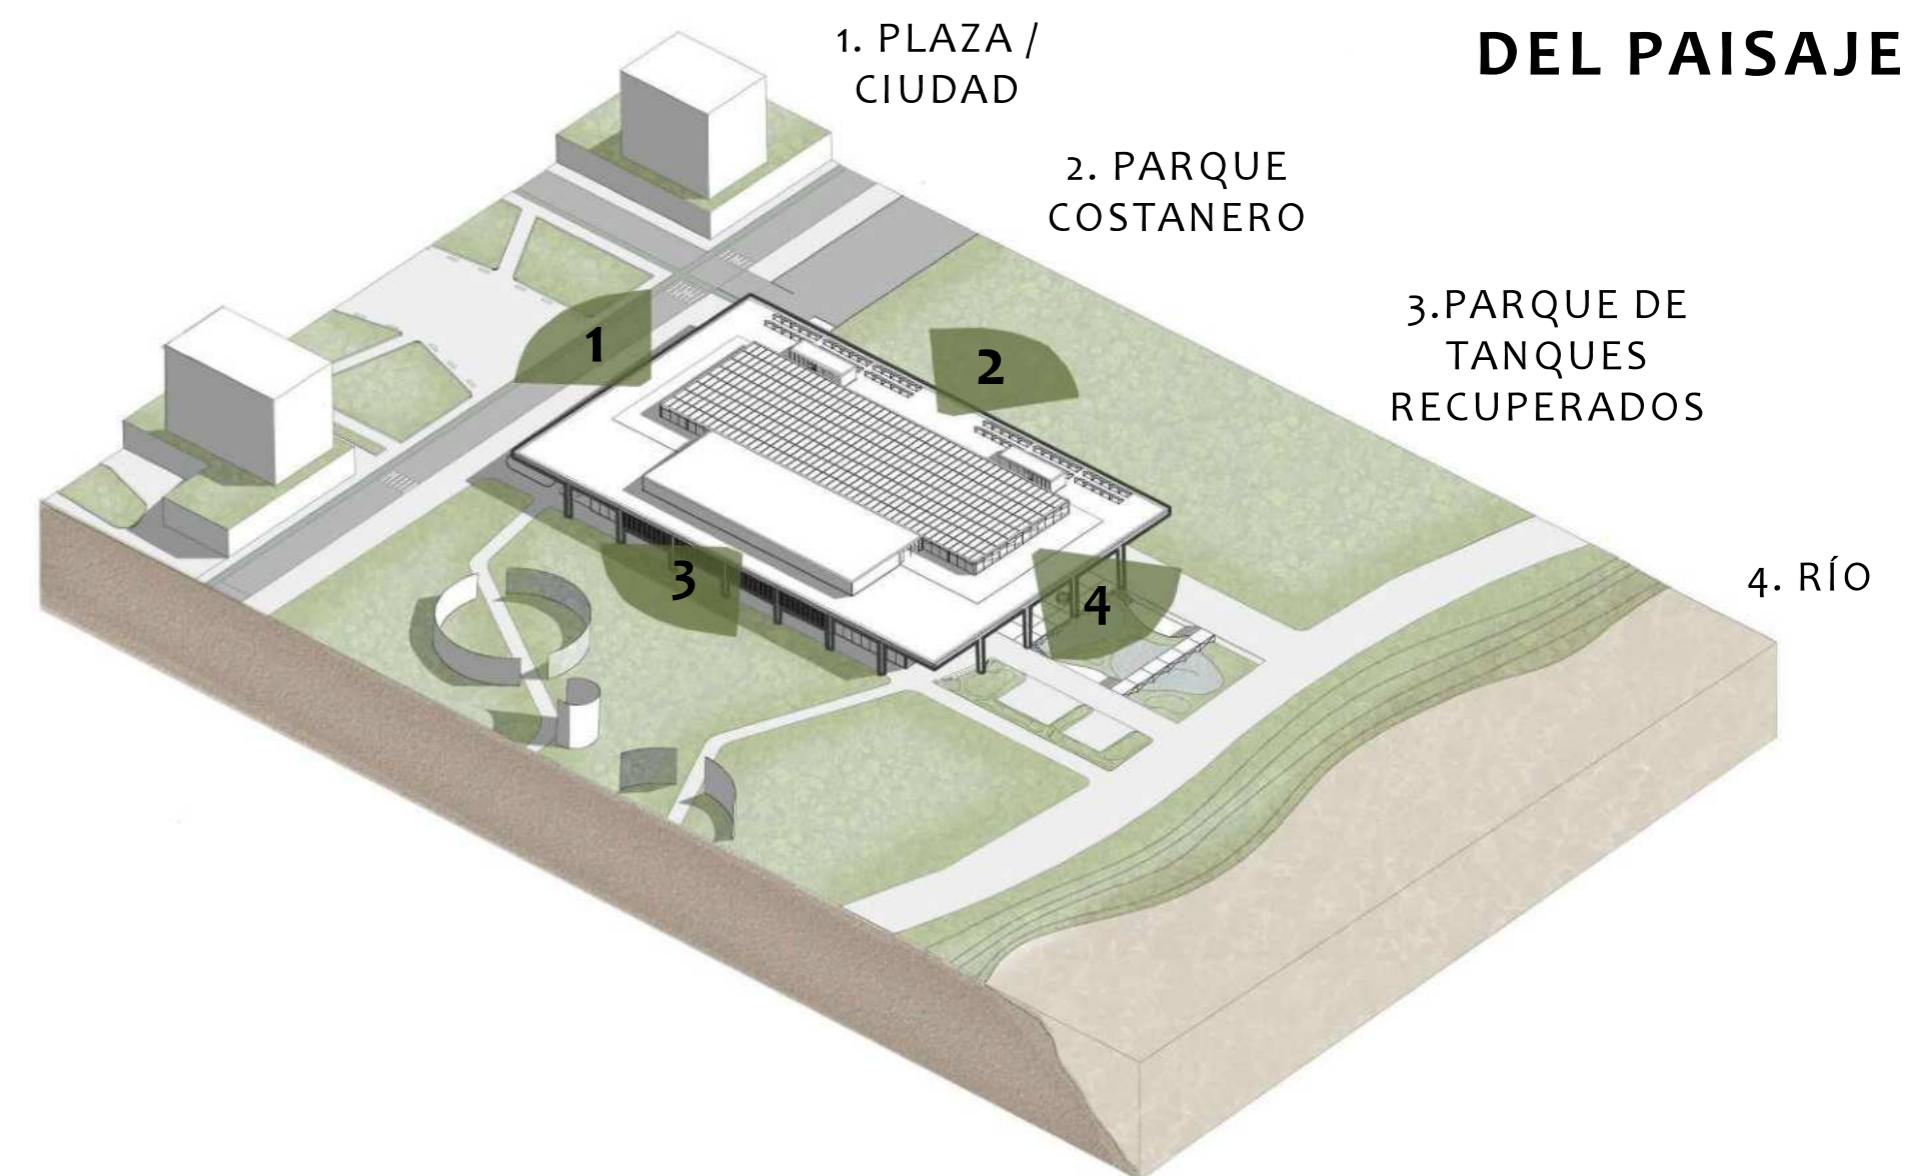 DEL PAISAJE
1. PLAZA /
CIUDAD
2. PARQUE
COSTANERO
3.PARQUE DE
TANQUES
RECUPERADOS
4. RÍO
1
2
3
4